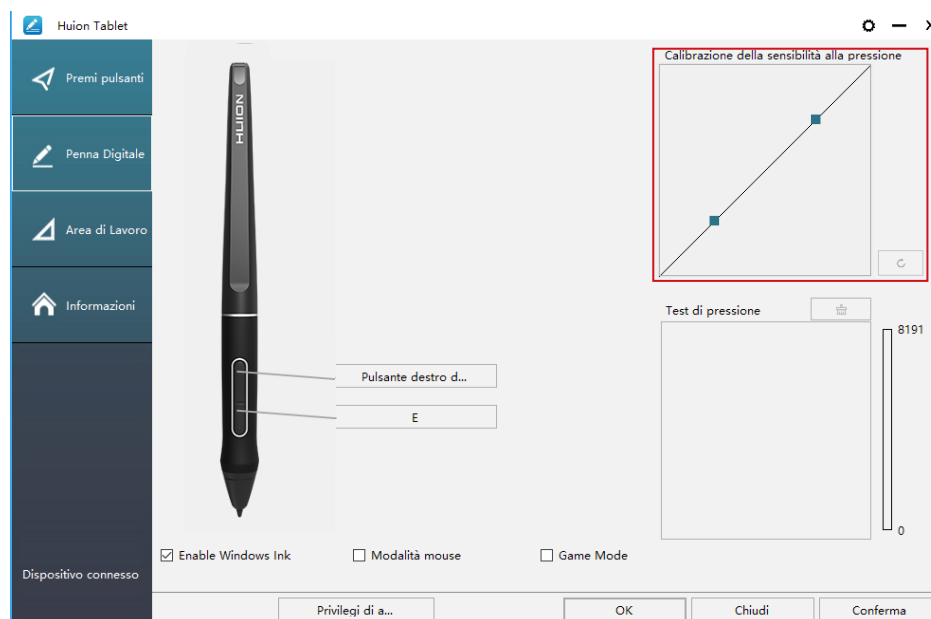 Huion Tablet
Calibrazione della sensibilità alla pressione
Premi pulsanti
HUION
Penna Digitale
Area di Lavoro
Informazioni
Test di pressione
8191
Pulsante destro d...
E
0
Enable Windows Ink
Modalità mouse
Game Mode
Dispositivo connesso
Privilegi di a...
OK
Chiudi
Conferma